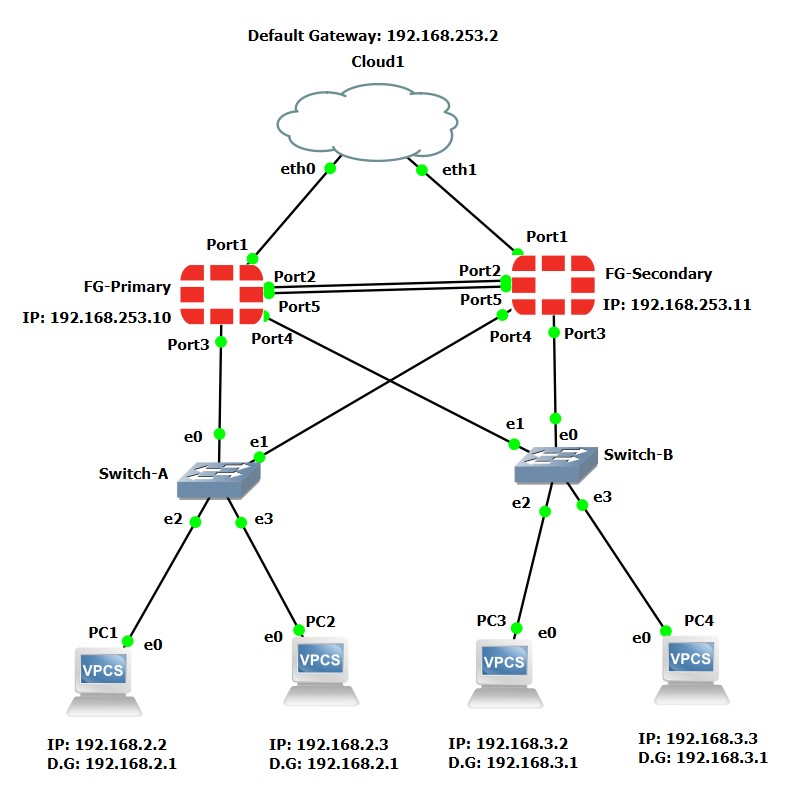 Default Gateway: 192.168.253.2
Cloud1
eth0
eth1
Port1
Port1
FG-Primary
Port2
Port2
FG-Secondary
IP: 192.168.253.10
Port5
Port5
IP: 192.168.253.11
Port3
Port4
Port4
Port3
e0
e1
e1
e0
Switch-A
Switch-B
e2
e3
e2
e3
PC1
e0
e0
PC2
PC3
e0
e0
PC4
VPCS
VPCS
VPCS
VPCS
IP: 192.168.2.2
D.G: 192.168.2.1
IP: 192.168.2.3
D.G: 192.168.2.1
IP: 192.168.3.2
D.G: 192.168.3.1
IP: 192.168.3.3
D.G: 192.168.3.1